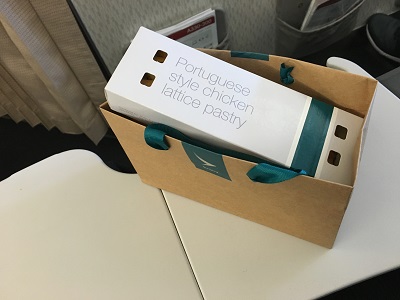 Portuguese
style chicken
lattice pastry